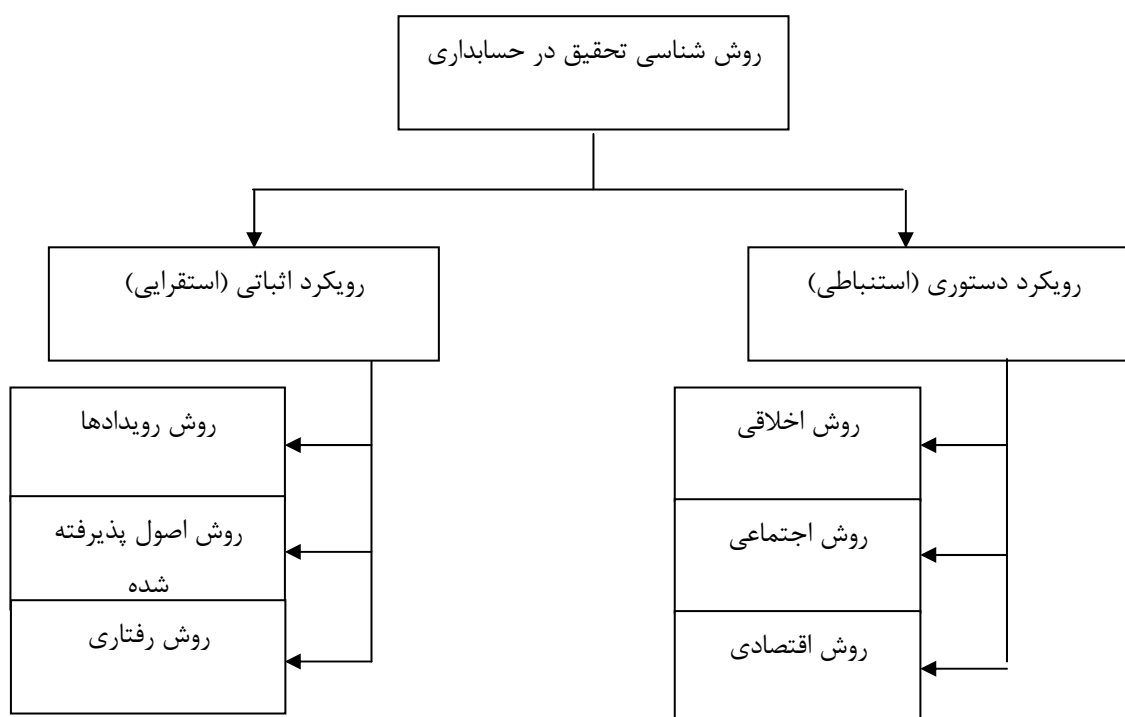 روش شناسی تحقیق در حسابداری
رویکرد دستوری (استنباطی)
رویکرد اثباتی (استقرایی)
روش اخلاقی
روش اجتماعی
روش اقتصادی
روش رویدادها
روش اصول پذیرفته
شده
روش رفتاری